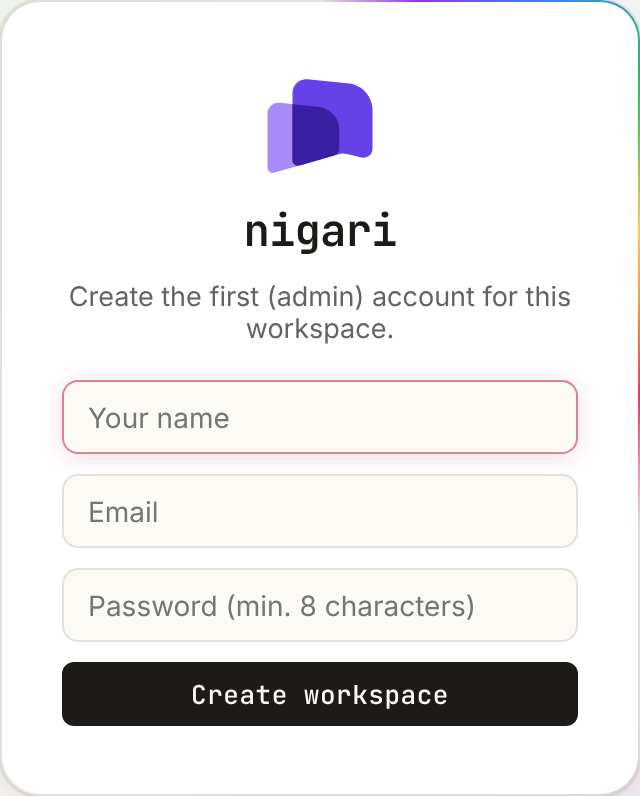 nigari
Create the first (admin) account for this
workspace.
Your name
Email
Password (min. 8 characters)
Create workspace